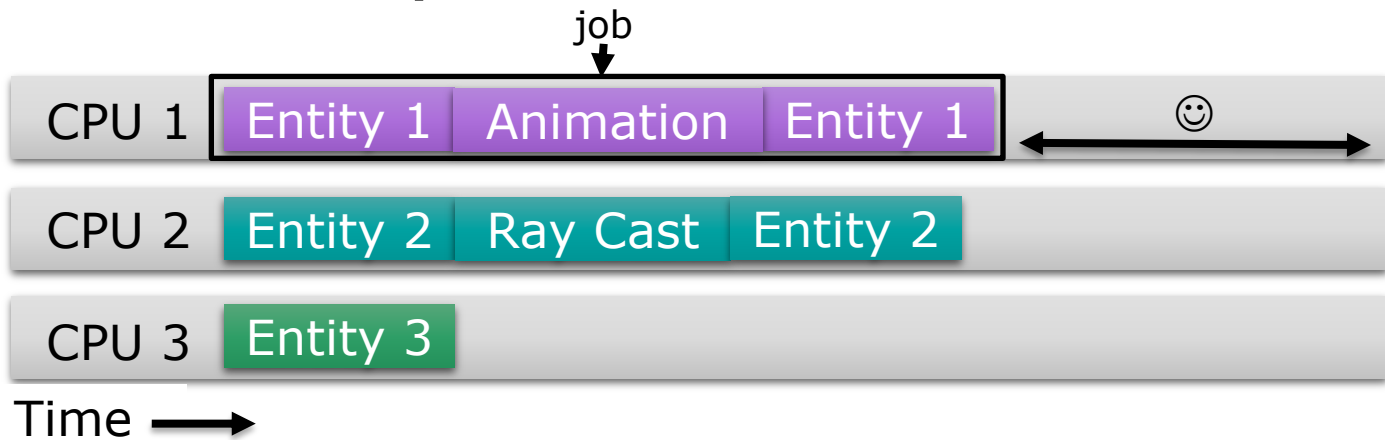 job
CPU 1 Entity 1 Animation Entity 1 ☺
CPU 2 Entity 2 Ray Cast Entity 2
CPU 3 Entity 3
Time